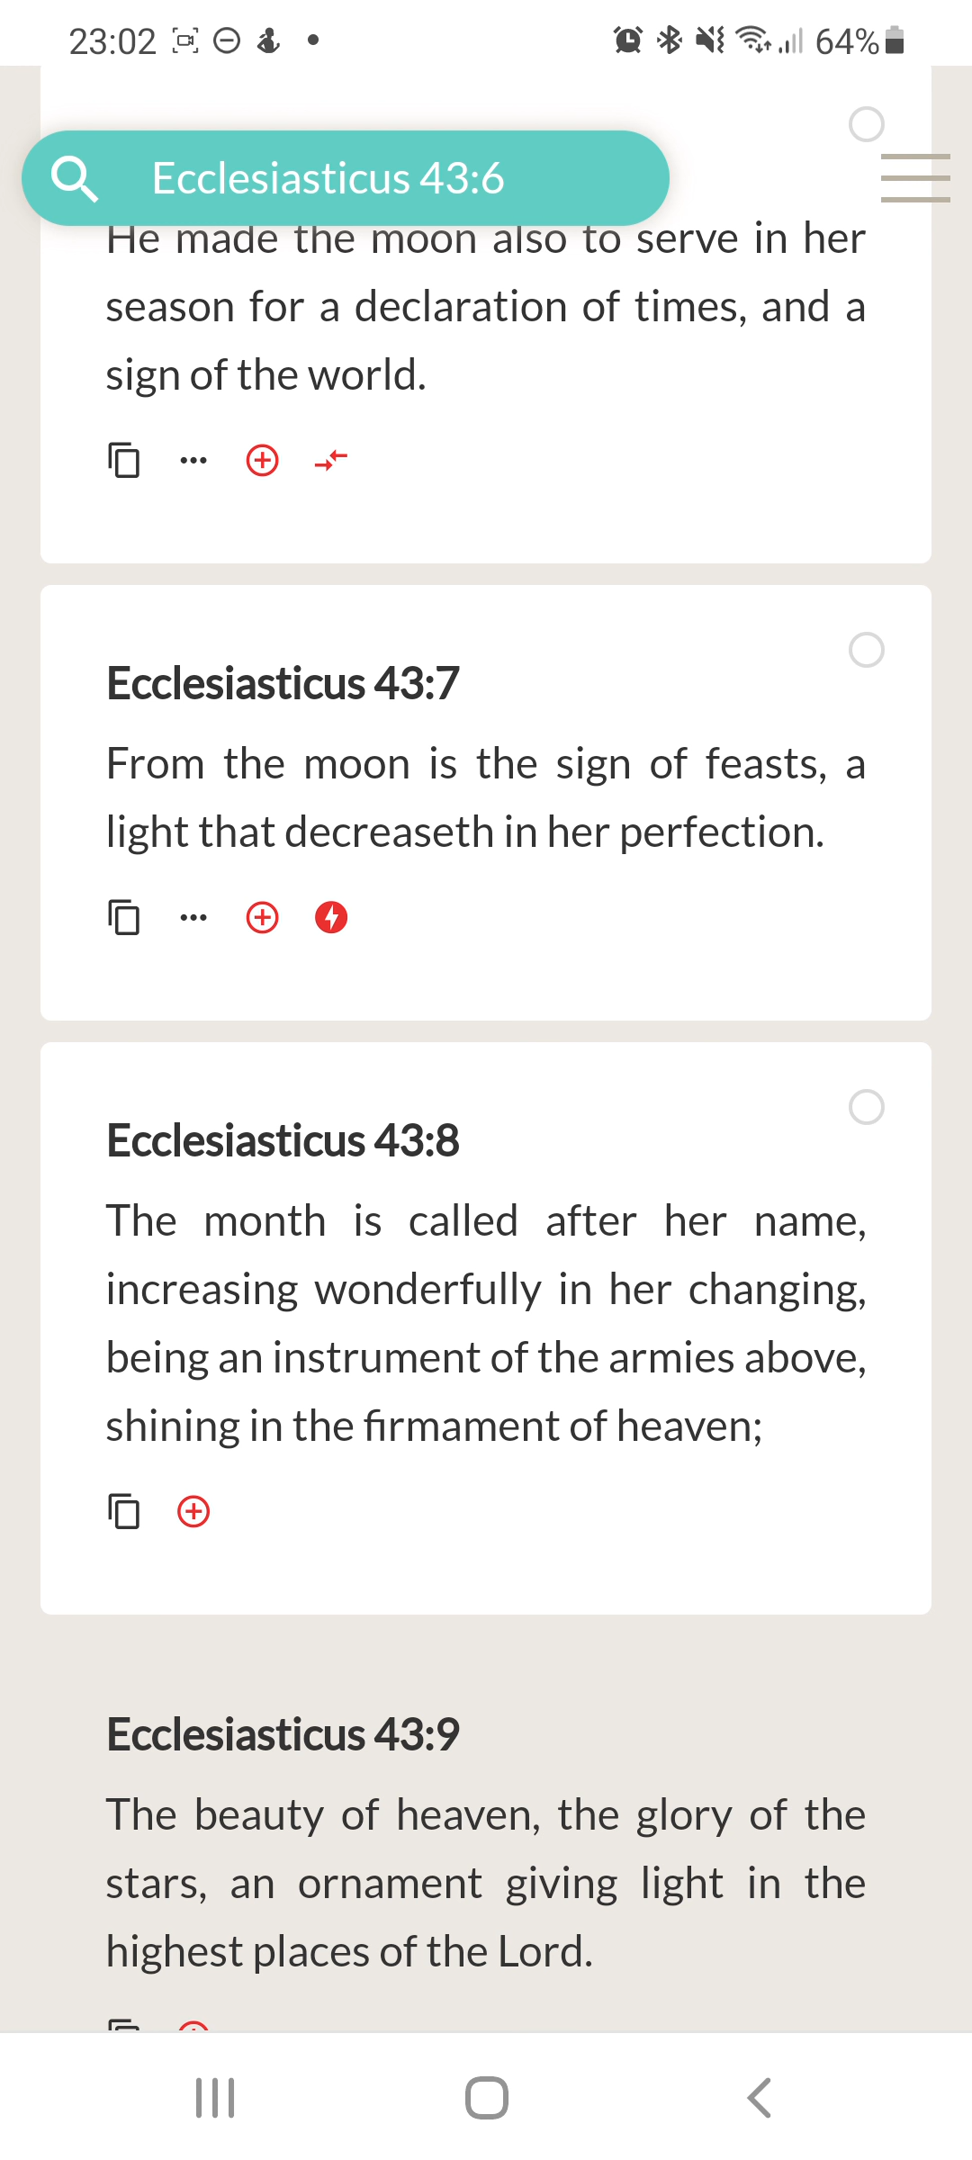 23:02
64%
Ecclesiasticus 43:6
He made the moon also to serve in her
season for a declaration of times, and a
sign of the world.
Ecclesiasticus 43:7
From the moon is the sign of feasts, a
light that decreaseth in her perfection.
Ecclesiasticus 43:8
The month is called after her name,
increasing wonderfully in her changing,
being an instrument of the armies above,
shining in the firmament of heaven;
Ecclesiasticus 43:9
The beauty of heaven, the glory of the
stars, an ornament giving light in the
highest places of the Lord.